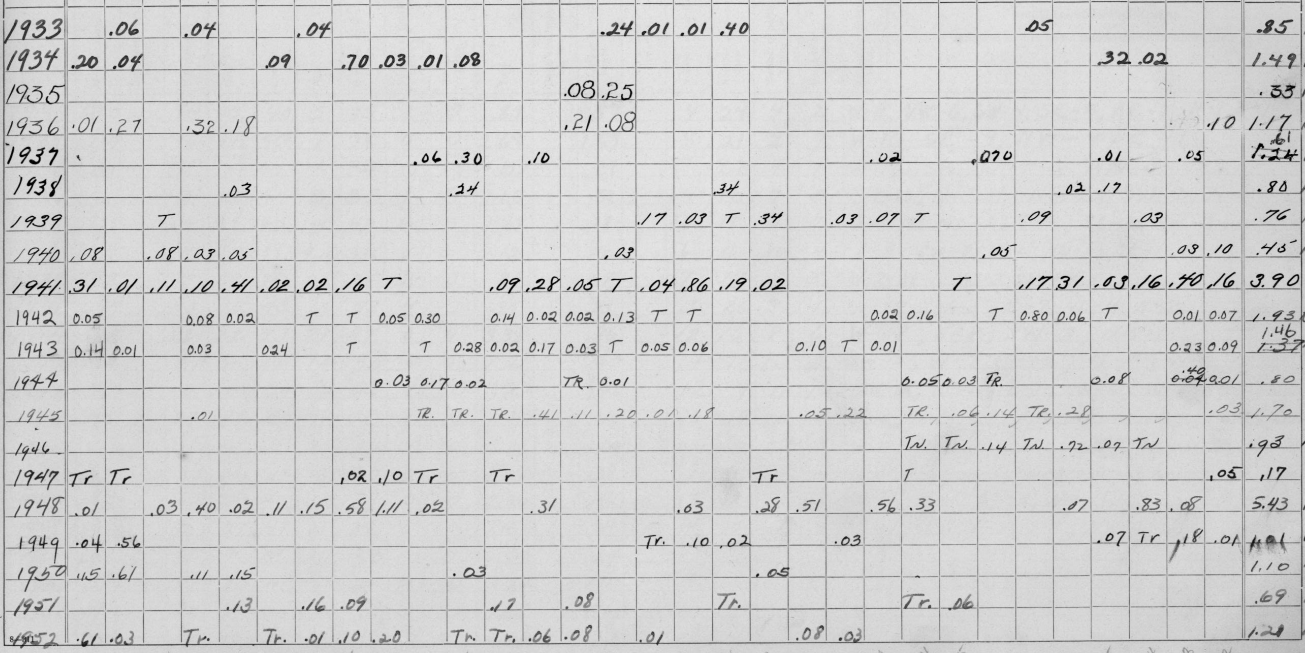 1933 .06 .04 .04 .24 .01 .01 .40 .05 .85
1934 .20 .04 .09 .70 .03 .01 .08 .32 .02 1.49
1935 .08 .25 .33
1936 .01 .27 .32 .18 .21 .08 .10 1.17
.61
1937 .06 .30 .10 .02 .070 .01 .05 1.24
1938 .03 .24 .34 .02 .17 .80
1939 T .17 .03 T .34 .03 .07 T .09 .03 .76
1940 .08 .08 .03 .05 .03 .05 .03 .10 .45
1941 .31 .01 .11 .10 .41 .02 .02 .16 T .09 .28 .05 T .04 .86 .19 .02 T .17 31 .03 .16 .40 .16 3.90
1942 0.05 0.08 0.02 T T 0.05 0.30 0.14 0.02 0.02 0.13 T T 0.02 0.16 T 0.80 0.06 T 0.01 0.07 1.93
1.46
1943 0.14 0.01 0.03 024 T T 0.28 0.02 0.17 0.03 T 0.05 0.06 0.10 T 0.01 0.23 0.09 1.37
.40
1944 0.03 0.17 0.02 TR. 0.01 0.05 0.03 TR. 0.08 0.04 0.01 .80
1945 .01 TR. TR. TR. .41 .11 .20 .01 .18 .05 .22 TR. .06 .14 TR. .28 .03 1.70
1946 TN. TN. .14 TN. .72 .07 TN .93
1947 Tr Tr .02 .10 Tr Tr Tr T .05 .17
1948 .01 .03 .40 .02 .11 .15 .58 1.11 .02 .31 .03 .28 .51 .56 .33 .07 .83 .08 5.43
1949 .04 .56 Tr. .10 .02 .03 .07 Tr .18 .01 1.01
1950 .15 .61 .11 .15 .03 .05 1.10
1951 .13 .16 .09 .17 .08 Tr. Tr. .06 .69
1952 .61 .03 Tr. Tr. .01 .10 .20 Tr. Tr. .06 .08 .01 .08 .03 1.21